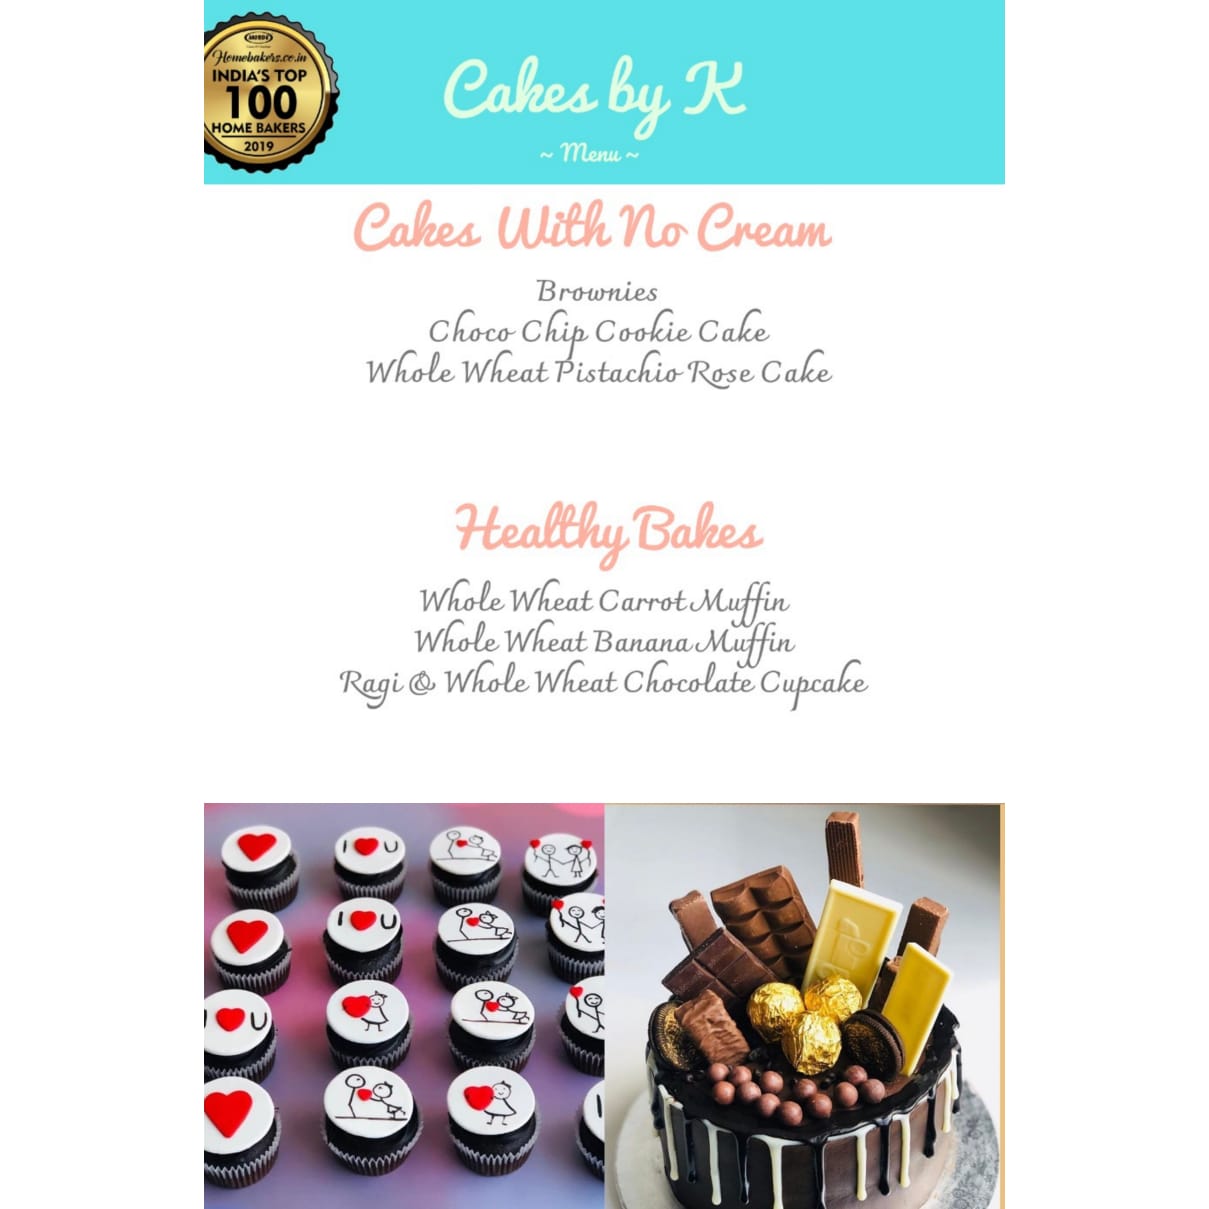 Homebakers.co.in
INDIA'S TOP
100
HOME BAKERS
2019
Cakes by K
~ Menu ~
Cakes With No Cream
Brownies
Choco Chip Cookie Cake
Whole Wheat Pistachio Rose Cake
Healthy Bakes
Whole Wheat Carrot Muffin
Whole Wheat Banana Muffin
Ragi & Whole Wheat Chocolate Cupcake
I U
I U
I U
I